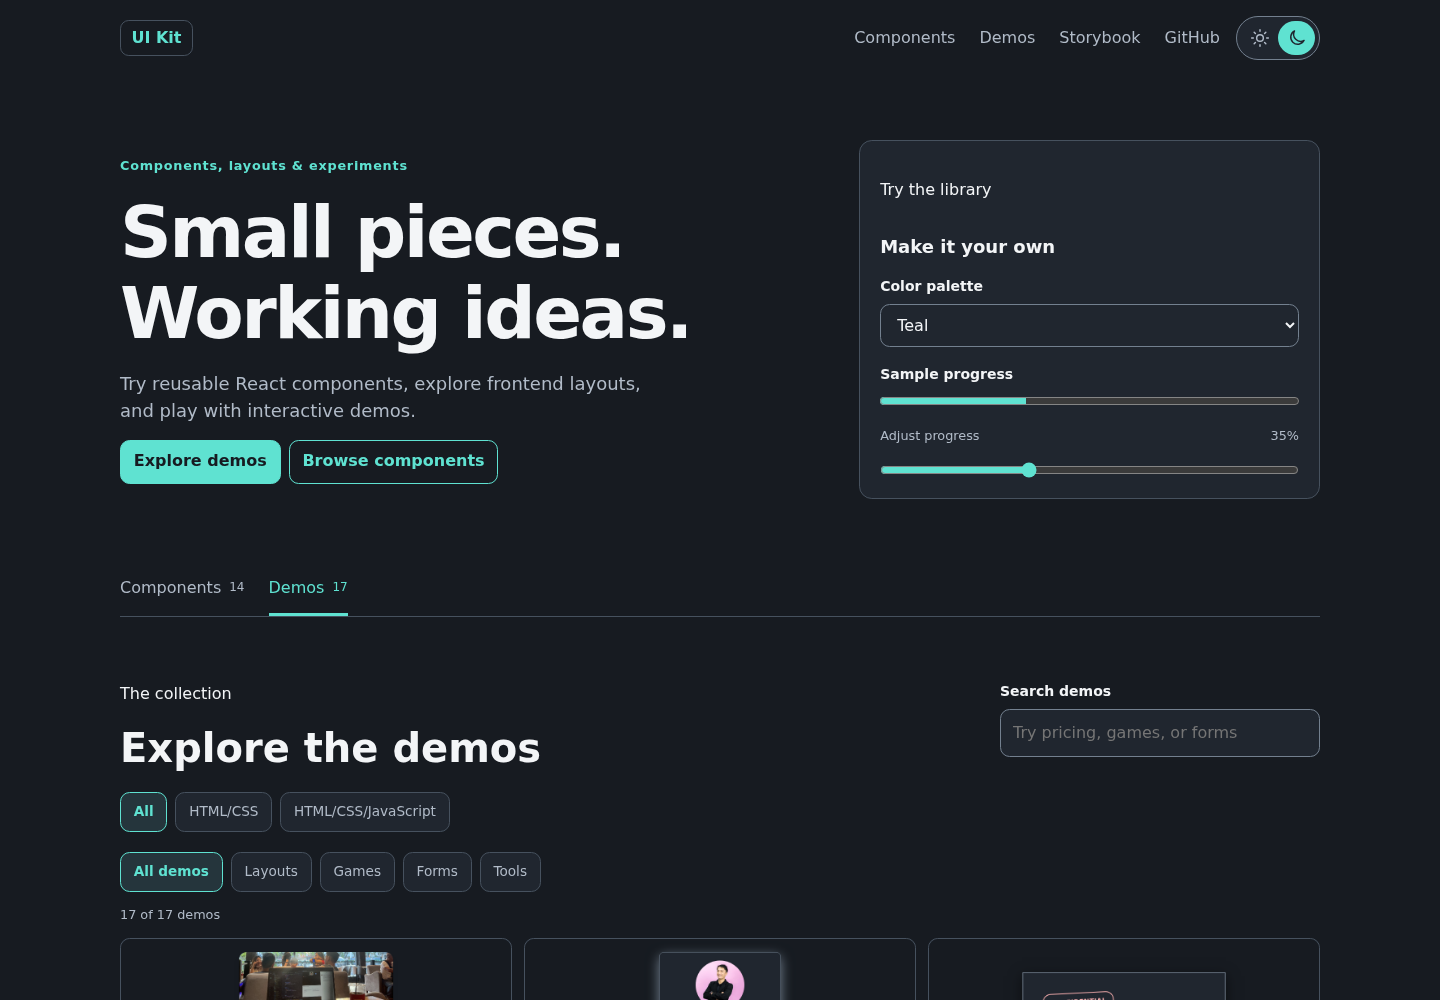 UI Kit
Components
Demos
Storybook
GitHub
Components, layouts & experiments
Small pieces.
Working ideas.
Try reusable React components, explore frontend layouts,
and play with interactive demos.
Explore demos
Browse components
Try the library
Make it your own
Color palette
Teal
Sample progress
Adjust progress
35%
Components 14
Demos 17
The collection
Explore the demos
Search demos
Try pricing, games, or forms
All
HTML/CSS
HTML/CSS/JavaScript
All demos
Layouts
Games
Forms
Tools
17 of 17 demos